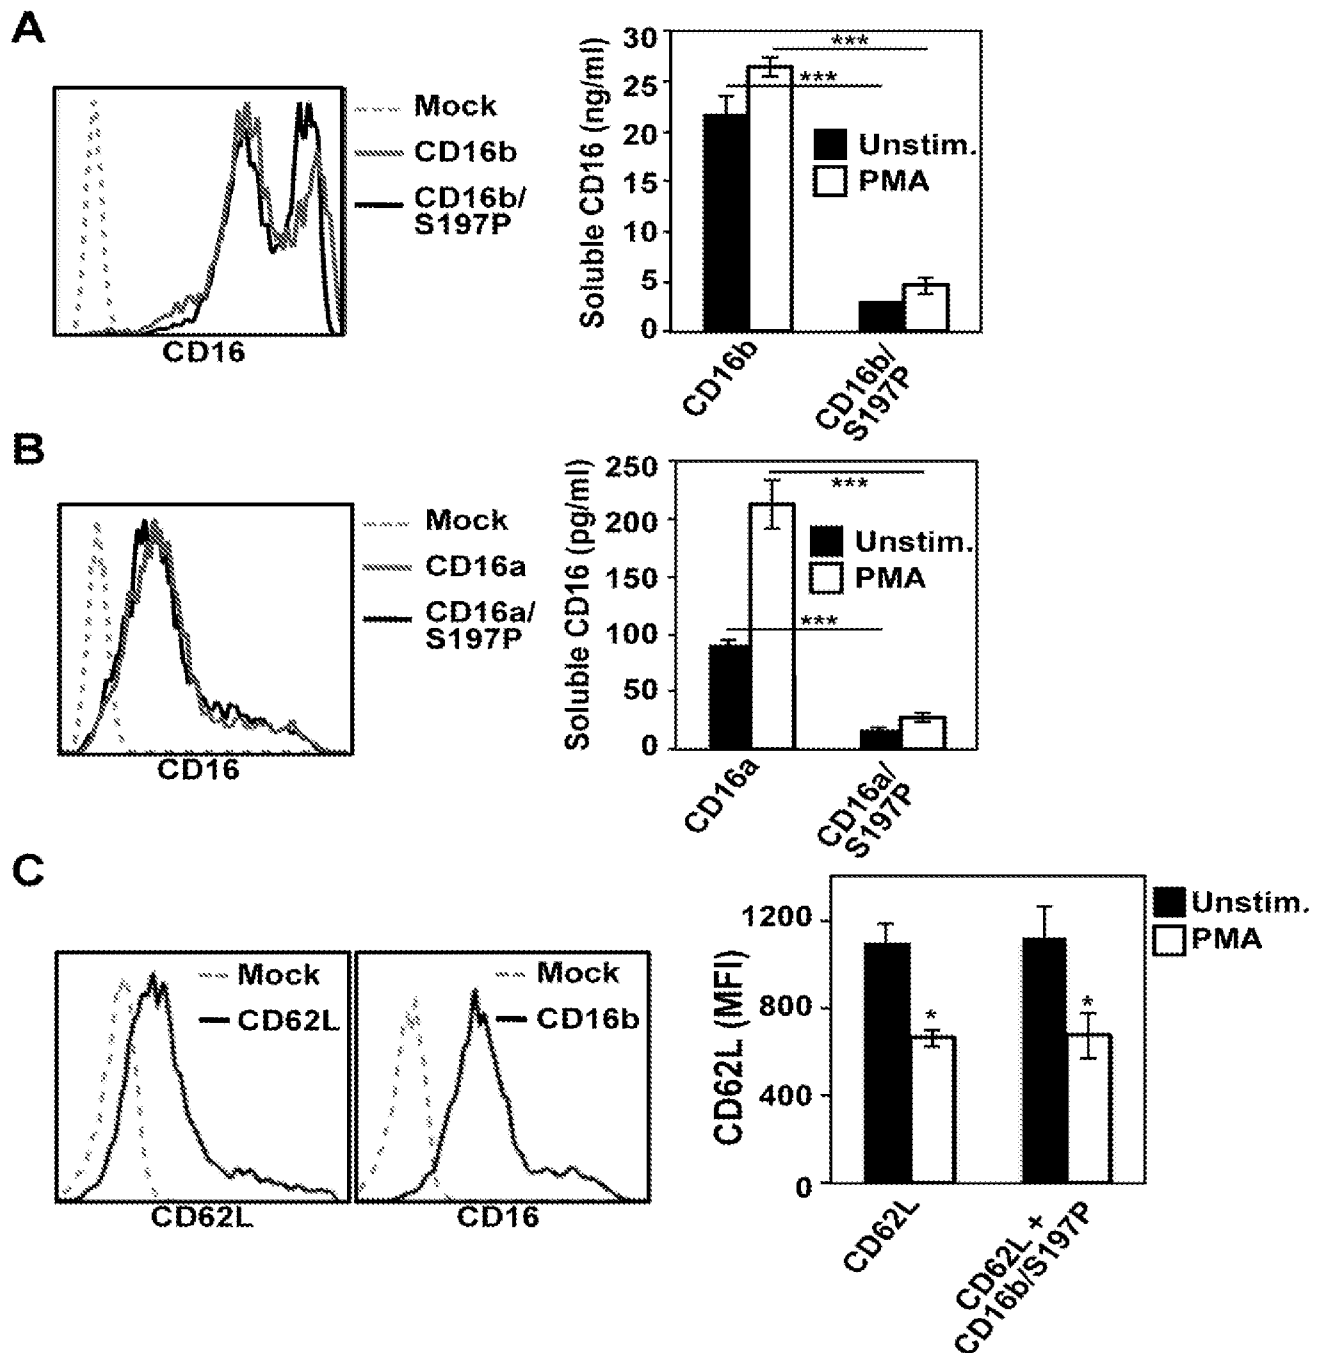 A
Mock
CD16b
CD16b/
S197P
CD16
Soluble CD16 (ng/ml)
30
25
20
15
10
5
0
***
***
Unstim.
PMA
CD16b
CD16b/
S197P
B
Mock
CD16a
CD16a/
S197P
CD16
Soluble CD16 (pg/ml)
250
200
150
100
50
0
***
***
Unstim.
PMA
CD16a
CD16a/
S197P
C
Mock
CD62L
CD62L
Mock
CD16b
CD16
CD62L (MFI)
1200
800
400
0
*
*
Unstim.
PMA
CD62L
CD62L +
CD16b/S197P